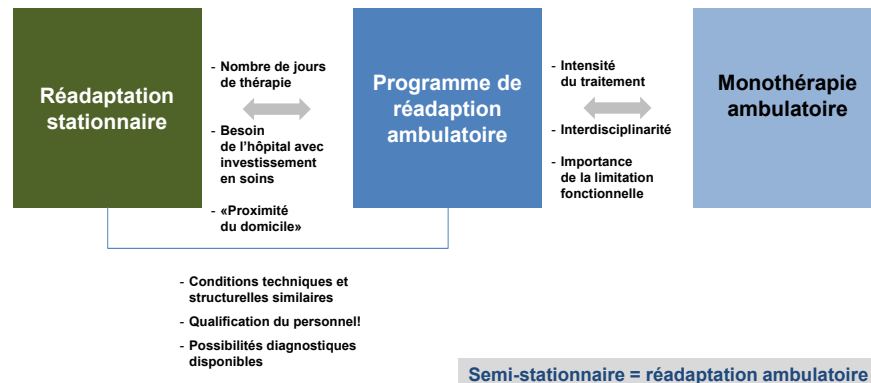 Réadaptation
stationnaire
- Nombre de jours
de thérapie
- Besoin
de l’hôpital avec
investissement
en soins
- «Proximité
du domicile»
Programme de
réadaption
ambulatoire
- Intensité
du traitement
- Interdisciplinarité
- Importance
de la limitation
fonctionnelle
Monothérapie
ambulatoire
- Conditions techniques et
structurelles similaires
- Qualification du personnel!
- Possibilités diagnostiques
disponibles
Semi-stationnaire = réadaptation ambulatoire